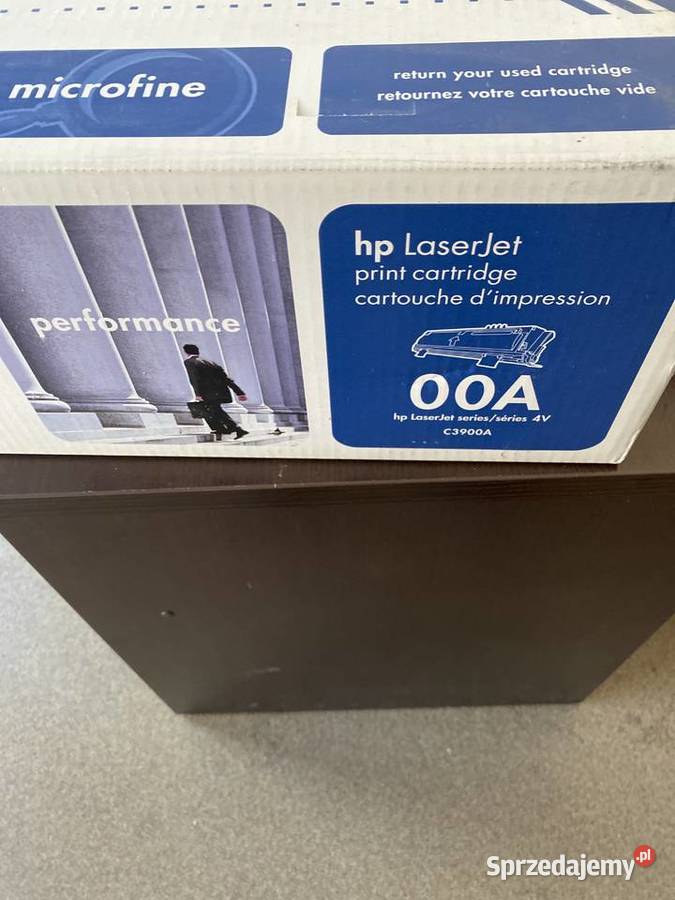 microfine
return your used cartridge
retournez votre cartouche vide
performance
hp LaserJet
print cartridge
cartouche d'impression
00A
hp LaserJet series/séries 4V
C3900A
Sprzedajemy.pl